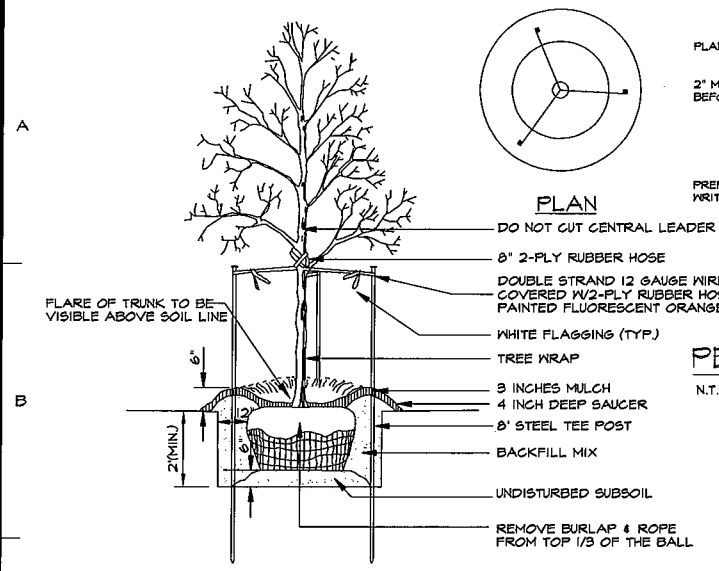 A
B
PLAN
DO NOT CUT CENTRAL LEADER
8" 2-PLY RUBBER HOSE
DOUBLE STRAND 12 GAUGE WIRE
COVERED W/2-PLY RUBBER HOS
PAINTED FLUORESCENT ORANGE
WHITE FLAGGING (TYP.)
TREE WRAP
3 INCHES MULCH
4 INCH DEEP SAUCER
8' STEEL TEE POST
BACKFILL MIX
UNDISTURBED SUBSOIL
REMOVE BURLAP & ROPE
FROM TOP 1/3 OF THE BALL
FLARE OF TRUNK TO BE
VISIBLE ABOVE SOIL LINE
6"
12"
6"
2'(MIN.)
PLA
2" M
BEFO
PRE
WRIT
PE
N.T.